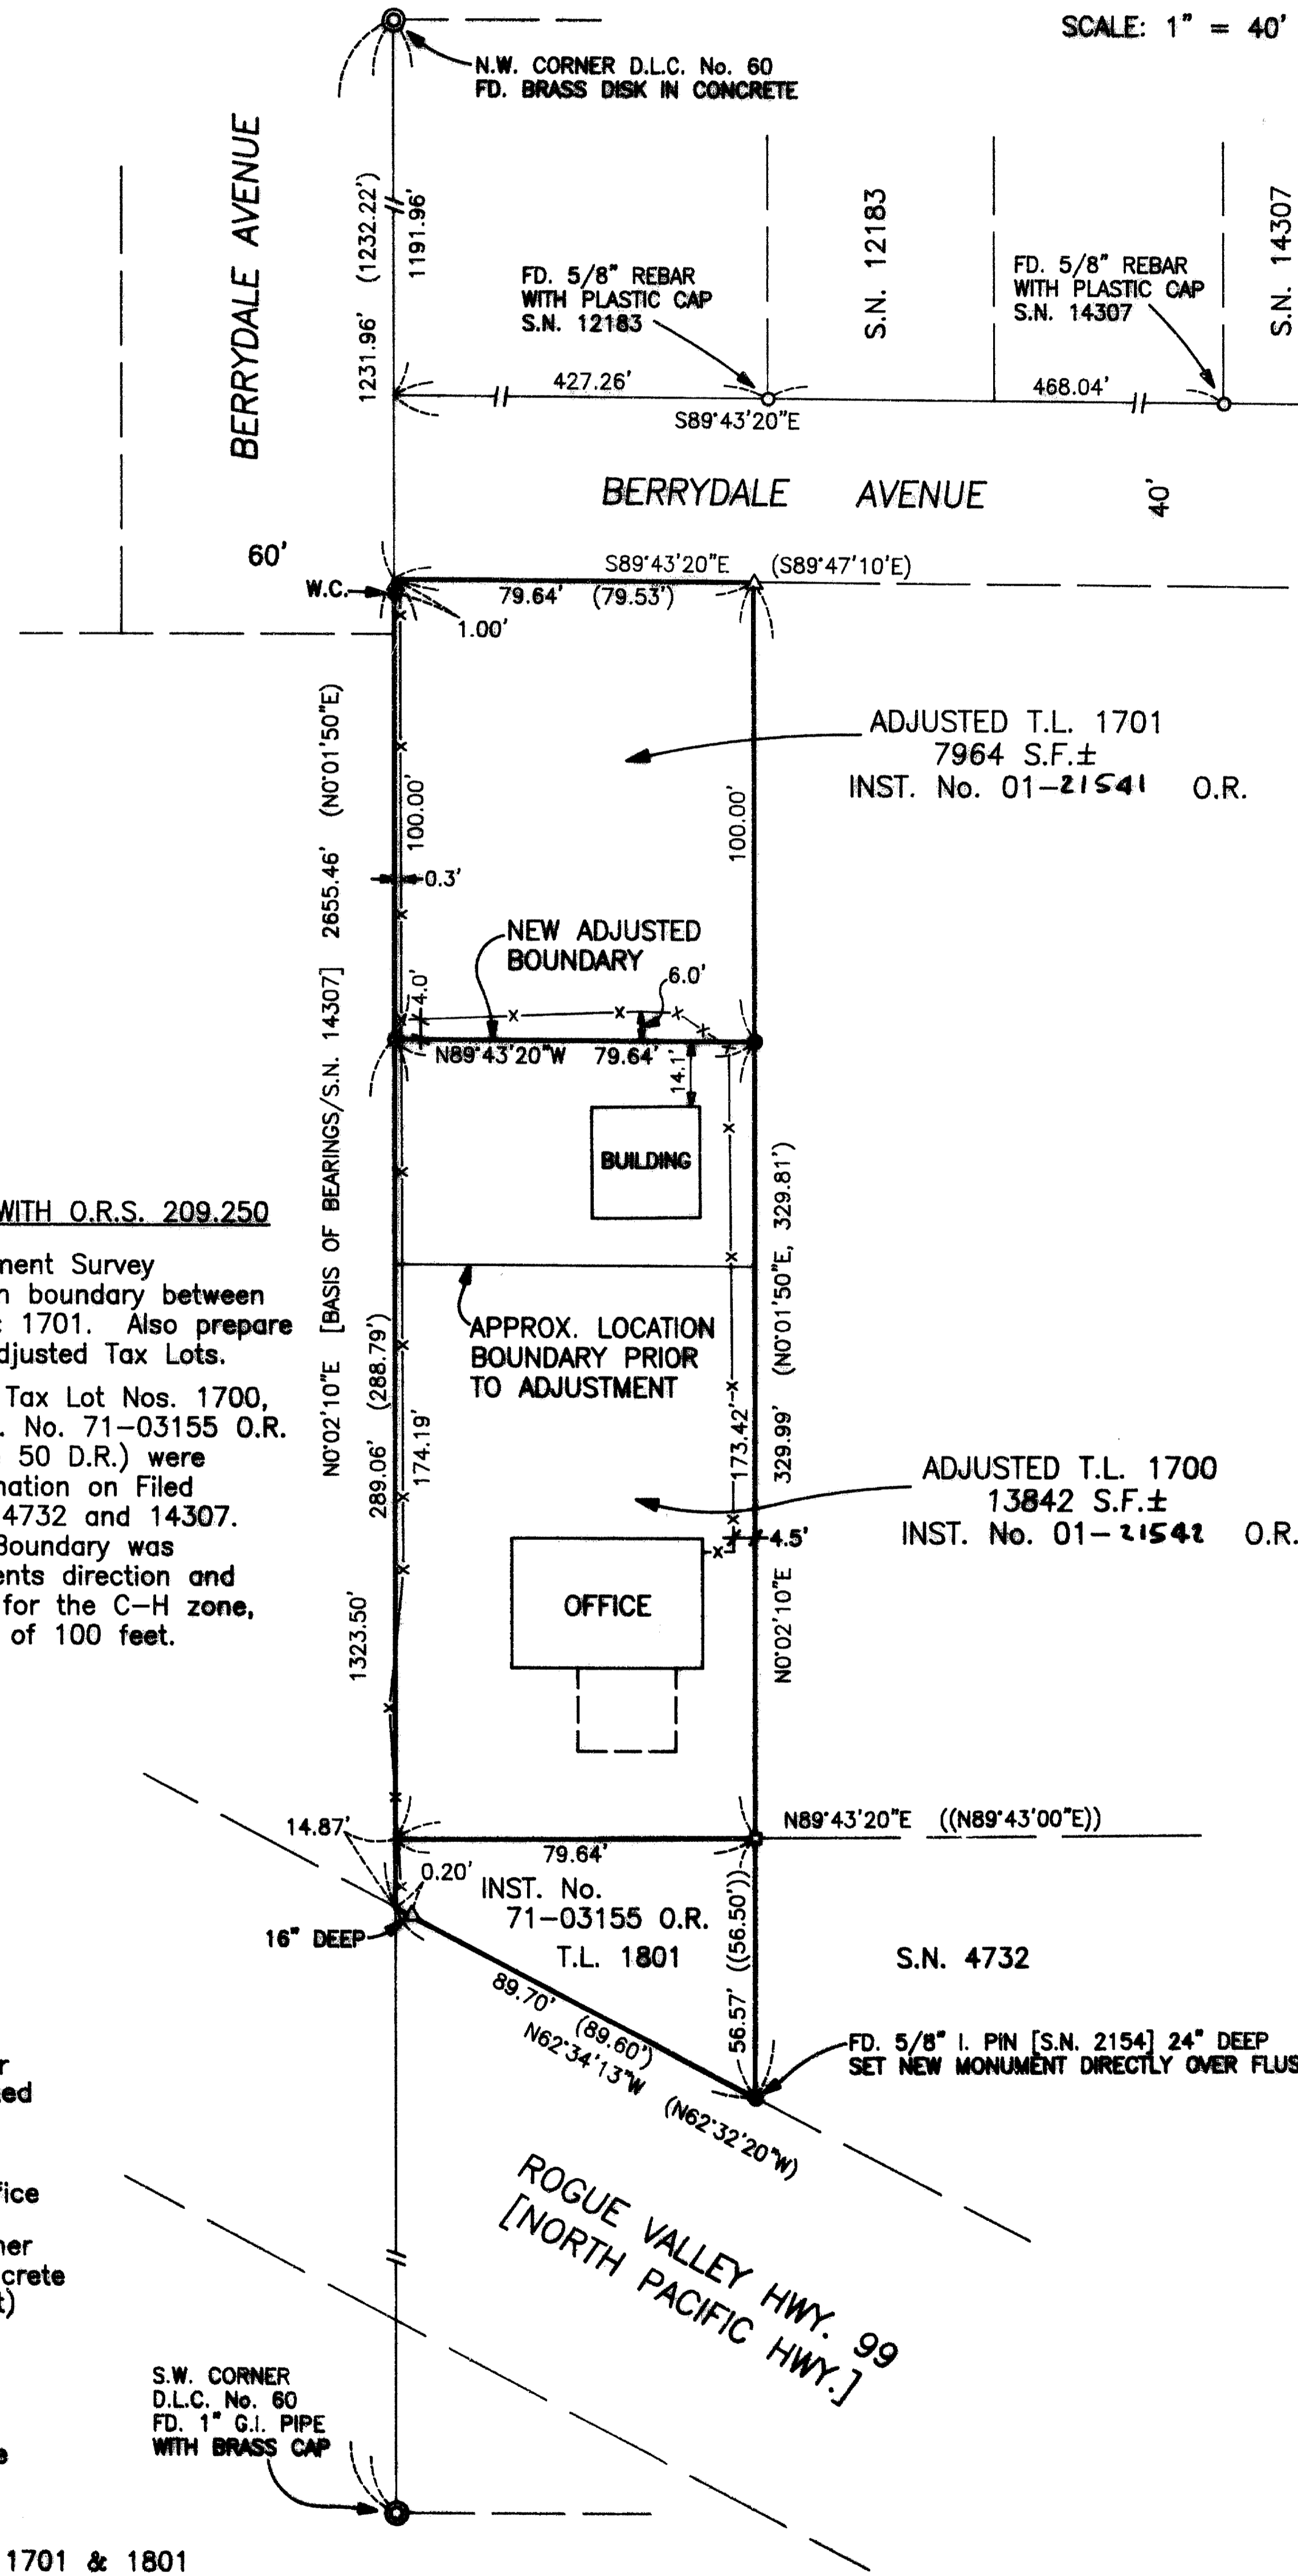 SCALE: 1" = 40'
N.W. CORNER D.L.C. No. 60
FD. BRASS DISK IN CONCRETE
BERRYDALE AVENUE
(1232.22')
1191.96'
1231.96'
FD. 5/8" REBAR
WITH PLASTIC CAP
S.N. 12183
S.N. 12183
FD. 5/8" REBAR
WITH PLASTIC CAP
S.N. 14307
S.N. 14307
427.26'
S89°43'20"E
468.04'
BERRYDALE AVENUE
40'
60'
S89°43'20"E (S89°47'10"E)
W.C.
79.64' (79.53')
1.00'
ADJUSTED T.L. 1701
7964 S.F.±
INST. No. 01-21541 O.R.
100.00'
100.00'
0.3'
N0°02'10"E [BASIS OF BEARINGS/S.N. 14307] 2655.46' (N0°01'50"E)
NEW ADJUSTED
BOUNDARY
6.0'
4.0'
N89°43'20"W 79.64'
14.1'
BUILDING
N0°02'10"E 329.99' (N0°01'50"E, 329.81')
WITH O.R.S. 209.250
ment Survey
n boundary between
1701. Also prepare
djusted Tax Lots.
Tax Lot Nos. 1700,
. No. 71-03155 O.R.
50 D.R.) were
nation on Filed
4732 and 14307.
Boundary was
ents direction and
for the C-H zone,
of 100 feet.
APPROX. LOCATION
BOUNDARY PRIOR
TO ADJUSTMENT
289.06' (288.79')
174.19'
173.42'
1323.50'
ADJUSTED T.L. 1700
13842 S.F.±
INST. No. 01-21542 O.R.
4.5'
OFFICE
14.87'
N89°43'20"E ((N89°43'00"E))
79.64'
0.20'
INST. No.
71-03155 O.R.
T.L. 1801
16" DEEP
S.N. 4732
56.57' ((56.50'))
89.70' (89.60')
N62°34'13"W (N62°32'20"W)
FD. 5/8" I. PIN [S.N. 2154] 24" DEEP
SET NEW MONUMENT DIRECTLY OVER FLUS
r
ed
fice
ner
crete
t)
e
ROGUE VALLEY HWY. 99
[NORTH PACIFIC HWY.]
S.W. CORNER
D.L.C. No. 60
FD. 1" G.I. PIPE
WITH BRASS CAP
1701 & 1801